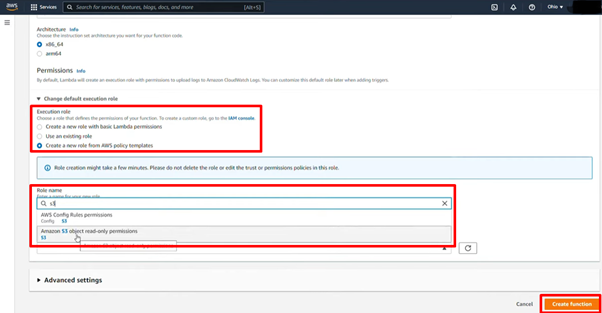 aws
Services
Search for services, features, blogs, docs, and more
[Alt+S]
Ohio
Architecture Info
Choose the instruction set architecture you want for your function code.
x86_64
arm64
Permissions Info
By default, Lambda will create an execution role with permissions to upload logs to Amazon CloudWatch Logs. You can customize this default role later when adding triggers.
Change default execution role
Execution role
Choose a role that defines the permissions of your function. To create a custom role, go to the IAM console.
Create a new role with basic Lambda permissions
Use an existing role
Create a new role from AWS policy templates
Role creation might take a few minutes. Please do not delete the role or edit the trust or permissions policies in this role.
Role name
s3
AWS Config Rules permissions
Config S3
Amazon S3 object read-only permissions
S3
Advanced settings
Cancel
Create function